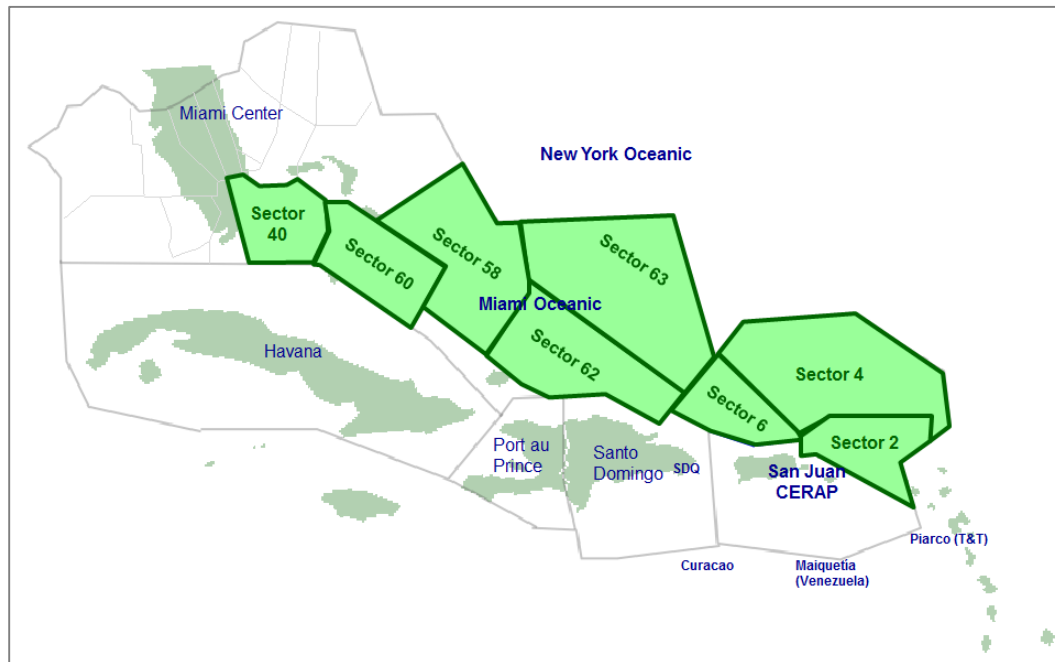 Miami Center
New York Oceanic
Sector
40
Sector 60
Sector 58
Sector 63
Miami Oceanic
Havana
Sector 62
Sector 4
Sector 6
Sector 2
Port au
Prince
Santo
Domingo
SDQ
San Juan
CERAP
Piarco (T&T)
Curacao
Maiquetia
(Venezuela)